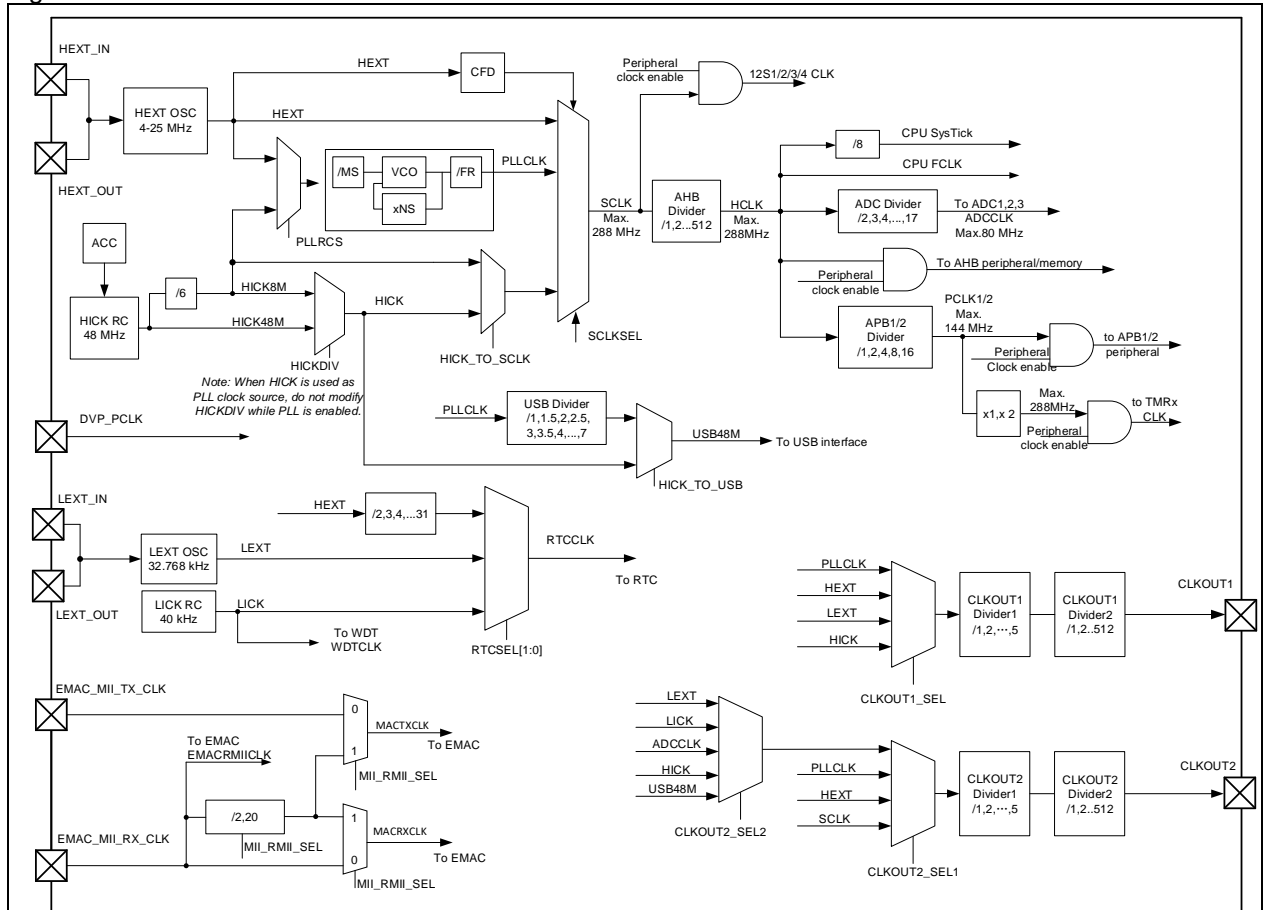 HEXT_IN
HEXT_OUT
HEXT OSC
4-25 MHz
HEXT
CFD
HEXT
Peripheral
clock enable
12S1/2/3/4 CLK
/MS
VCO
/FR
xNS
PLLCLK
PLLRCS
SCLK
Max.
288 MHz
AHB
Divider
/1,2...512
HCLK
Max.
288MHz
/8
CPU SysTick
CPU FCLK
ADC Divider
/2,3,4,...,17
To ADC1,2,3
ADCCLK
Max.80 MHz
To AHB peripheral/memory
Peripheral
clock enable
APB1/2
Divider
/1,2,4,8,16
PCLK1/2
Max.
144 MHz
to APB1/2
peripheral
Peripheral
Clock enable
x1,x 2
Max.
288MHz
to TMRx
CLK
Peripheral
clock enable
ACC
HICK RC
48 MHz
/6
HICK8M
HICK48M
HICK
HICKDIV
HICK_TO_SCLK
SCLKSEL
Note: When HICK is used as
PLL clock source, do not modify
HICKDIV while PLL is enabled.
DVP_PCLK
PLLCLK
USB Divider
/1,1.5,2,2.5,
3,3.5,4,...,7
USB48M
To USB interface
HICK_TO_USB
LEXT_IN
LEXT_OUT
LEXT OSC
32.768 kHz
LEXT
HEXT
/2,3,4,...31
RTCCLK
To RTC
LICK RC
40 kHz
LICK
To WDT
WDTCLK
RTCSEL[1:0]
PLLCLK
HEXT
LEXT
HICK
CLKOUT1_SEL
CLKOUT1
Divider1
/1,2,⋯,5
CLKOUT1
Divider2
/1,2..512
CLKOUT1
EMAC_MII_TX_CLK
0
1
MACTXCLK
To EMAC
MII_RMII_SEL
To EMAC
EMACRMIICLK
/2,20
MII_RMII_SEL
1
0
MACRXCLK
To EMAC
MII_RMII_SEL
EMAC_MII_RX_CLK
LEXT
LICK
ADCCLK
HICK
USB48M
CLKOUT2_SEL2
PLLCLK
HEXT
SCLK
CLKOUT2_SEL1
CLKOUT2
Divider1
/1,2,⋯,5
CLKOUT2
Divider2
/1,2..512
CLKOUT2